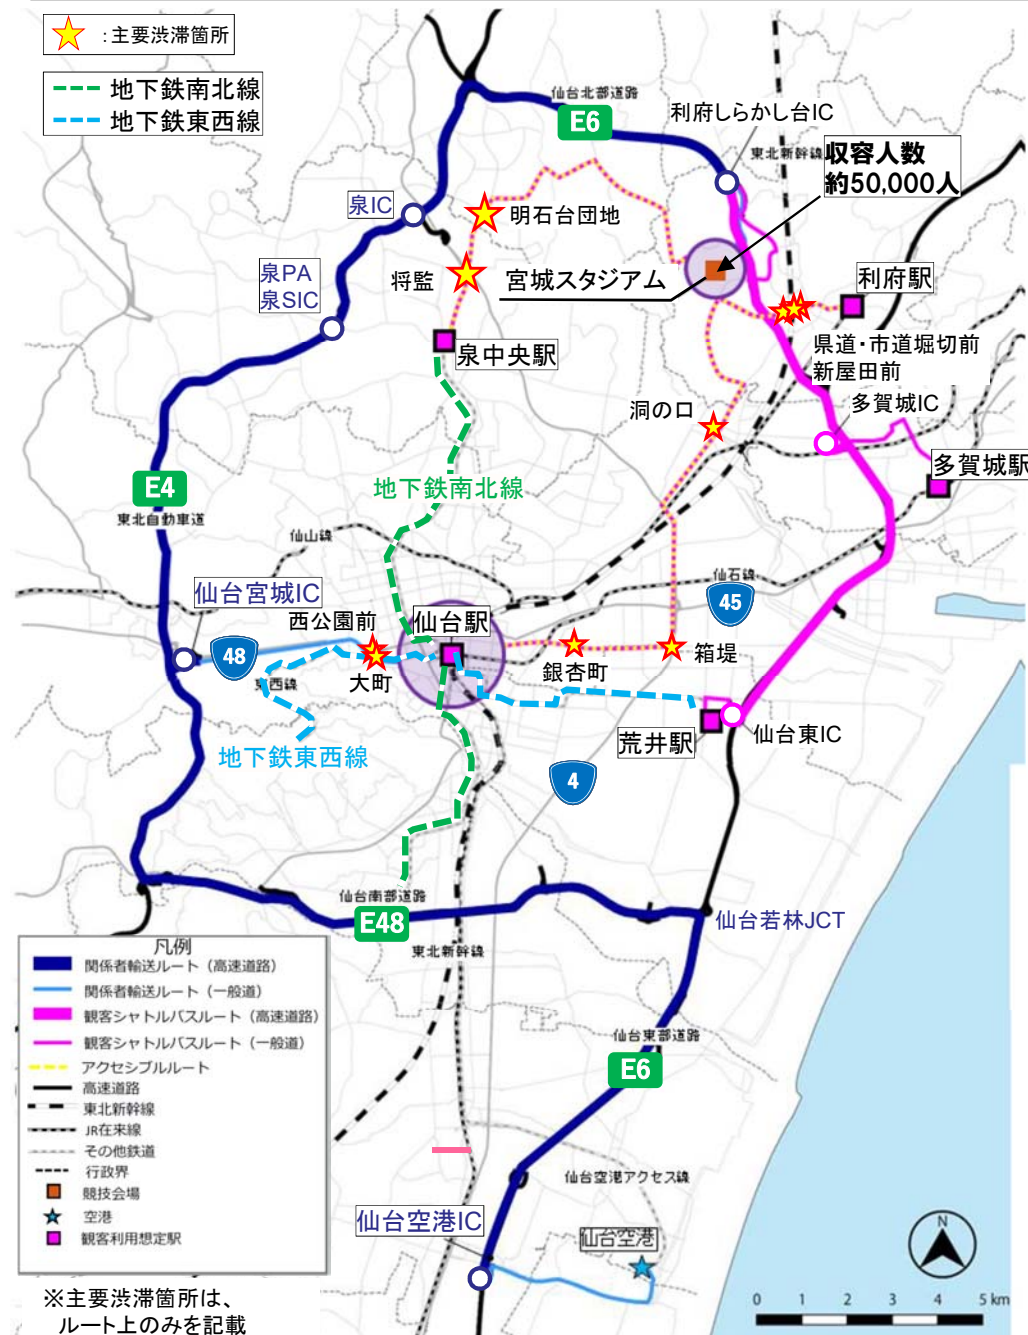 :主要渋滞箇所
地下鉄南北線
地下鉄東西線
仙台北部道路
E6
利府しらかし台IC
東北新幹線
収容人数
約50,000人
泉IC
明石台団地
泉PA
泉SIC
将監
宮城スタジアム
利府駅
泉中央駅
県道・市道堀切前
新屋田前
洞の口
多賀城IC
多賀城駅
E4
東北自動車道
地下鉄南北線
仙山線
仙石線
仙台宮城IC
45
西公園前
仙台駅
48
東西線
大町
銀杏町
箱堤
地下鉄東西線
荒井駅
仙台東IC
4
仙台南部道路
E48
仙台若林JCT
東北新幹線
凡例
関係者輸送ルート（高速道路）
関係者輸送ルート（一般道）
観客シャトルバスルート（高速道路）
観客シャトルバスルート（一般道）
アクセシブルルート
高速道路
東北新幹線
JR在来線
その他鉄道
行政界
競技会場
空港
観客利用想定駅
仙台東部道路
E6
仙台空港アクセス線
仙台空港IC
仙台空港
N
0 1 2 3 4 5 km
※主要渋滞箇所は、
ルート上のみを記載